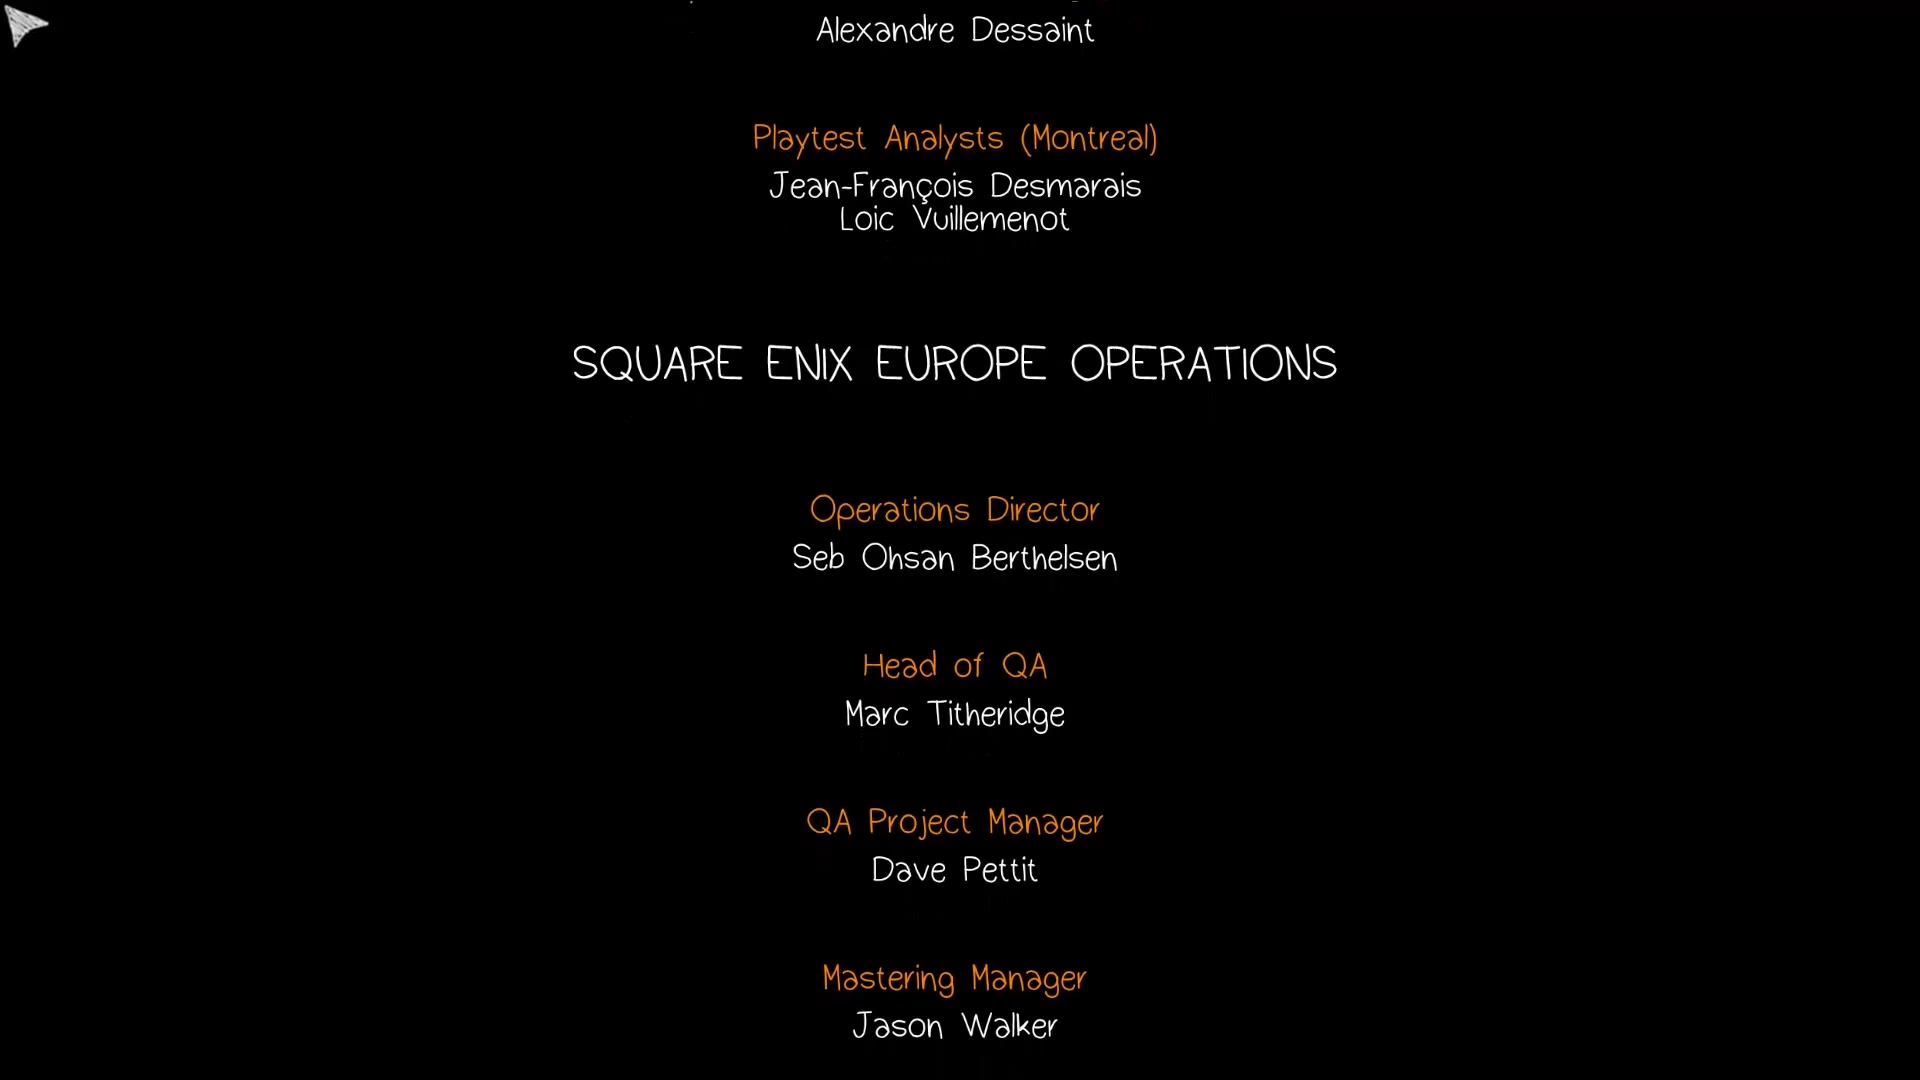 Alexandre Dessaint
Playtest Analysts (Montreal)
Jean-François Desmarais
Loic Vuillemenot
SQUARE ENIX EUROPE OPERATIONS
Operations Director
Seb Ohsan Berthelsen
Head of QA
Marc Titheridge
QA Project Manager
Dave Pettit
Mastering Manager
Jason Walker